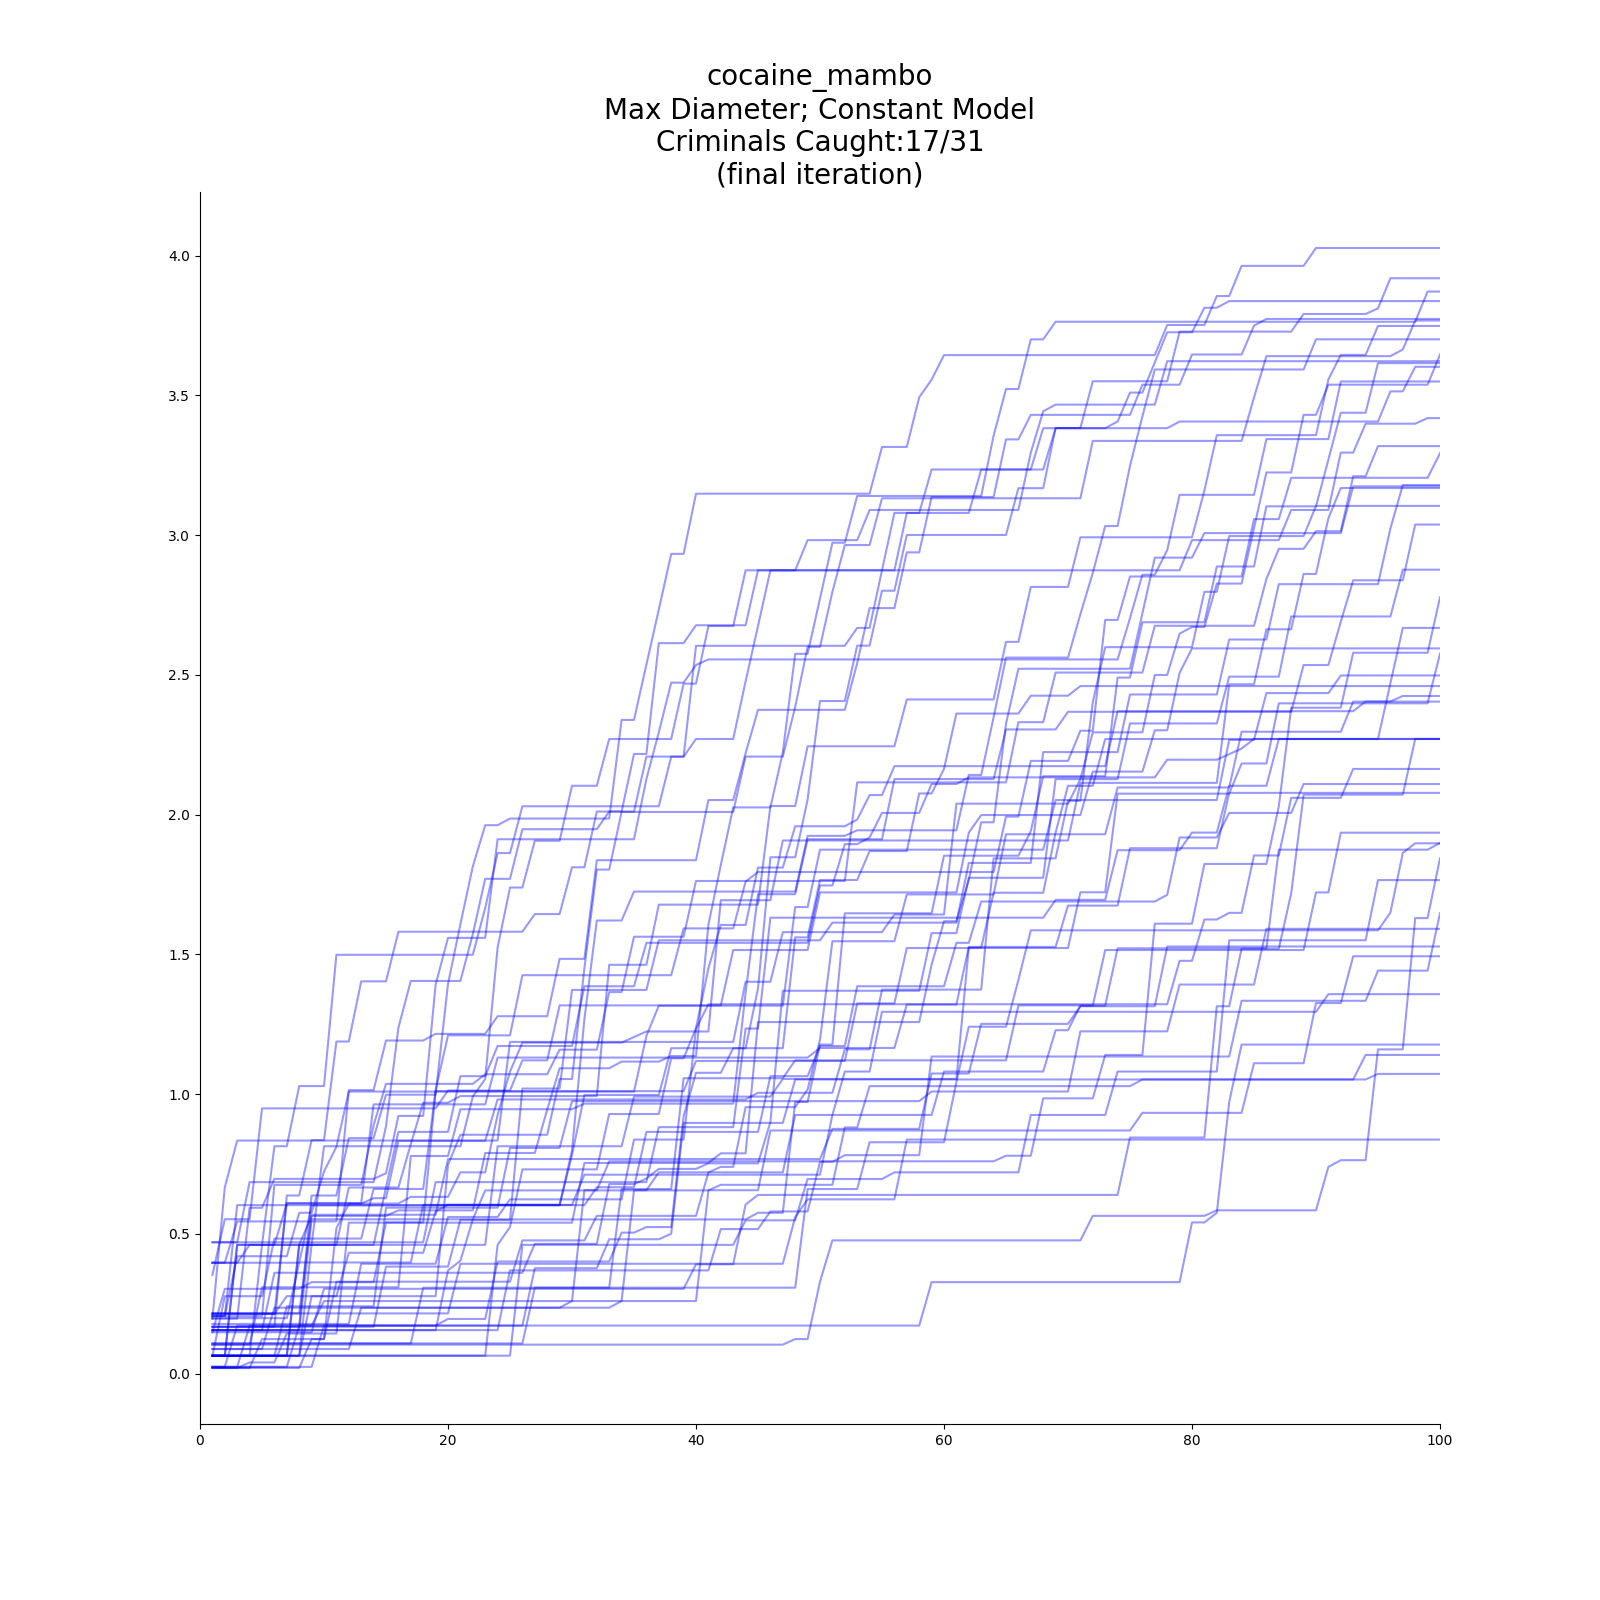 cocaine_mambo
Max Diameter; Constant Model
Criminals Caught:17/31
(final iteration)
4.0
3.5
3.0
2.5
2.0
1.5
1.0
0.5
0.0
0 20 40 60 80 100